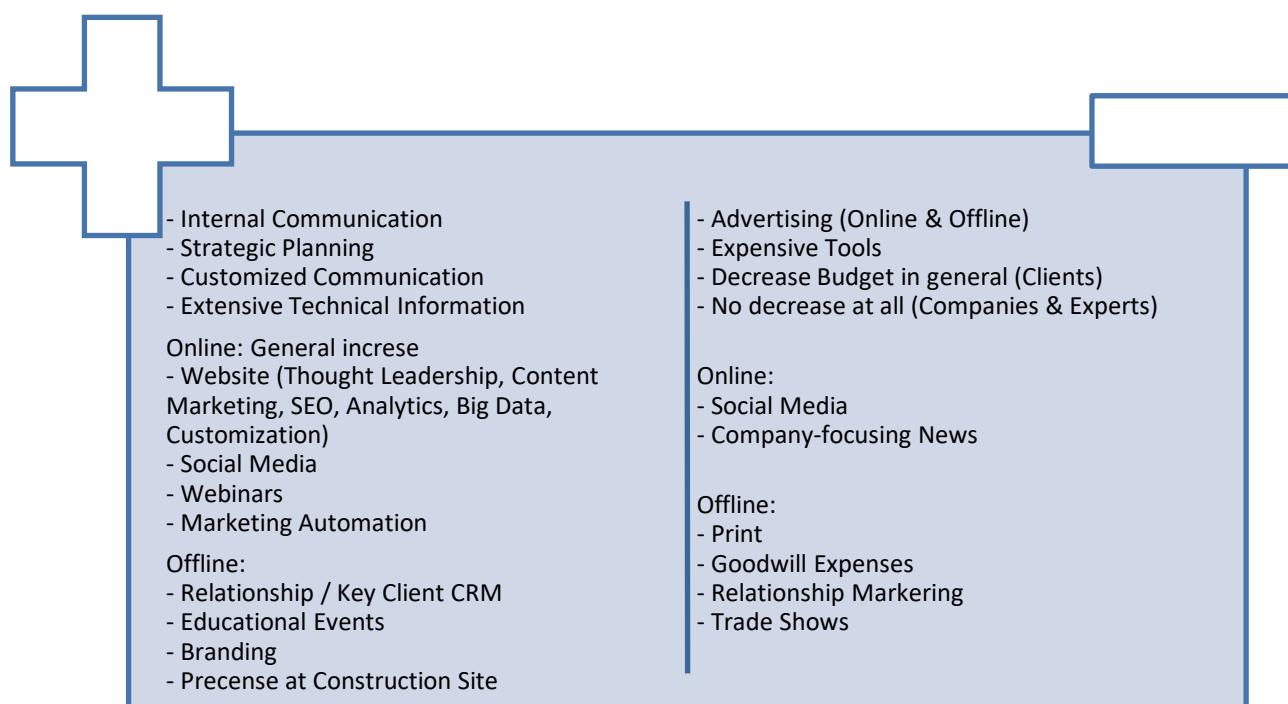 - Internal Communication
- Strategic Planning
- Customized Communication
- Extensive Technical Information
Online: General increse
- Website (Thought Leadership, Content
Marketing, SEO, Analytics, Big Data,
Customization)
- Social Media
- Webinars
- Marketing Automation
Offline:
- Relationship / Key Client CRM
- Educational Events
- Branding
- Precense at Construction Site
- Advertising (Online & Offline)
- Expensive Tools
- Decrease Budget in general (Clients)
- No decrease at all (Companies & Experts)
Online:
- Social Media
- Company-focusing News
Offline:
- Print
- Goodwill Expenses
- Relationship Markering
- Trade Shows